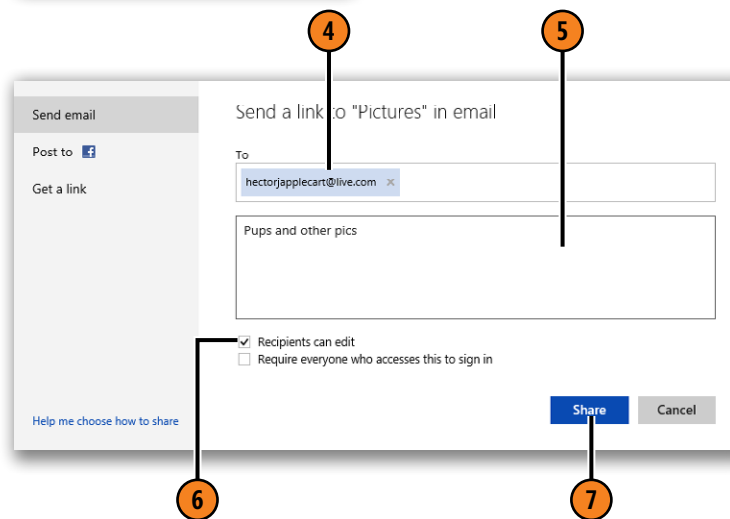 4
5
Send email
Send a link to "Pictures" in email
Post to
To
Get a link
hectorjapplecart@live.com ×
Pups and other pics
Recipients can edit
Require everyone who accesses this to sign in
Share
Cancel
Help me choose how to share
6
7